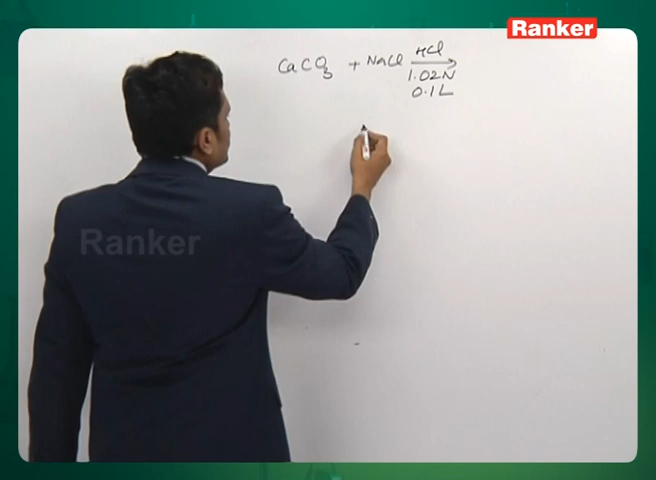 Ranker
CaCO3 + NaCl HCl
1.02N
0.1L
Ranker